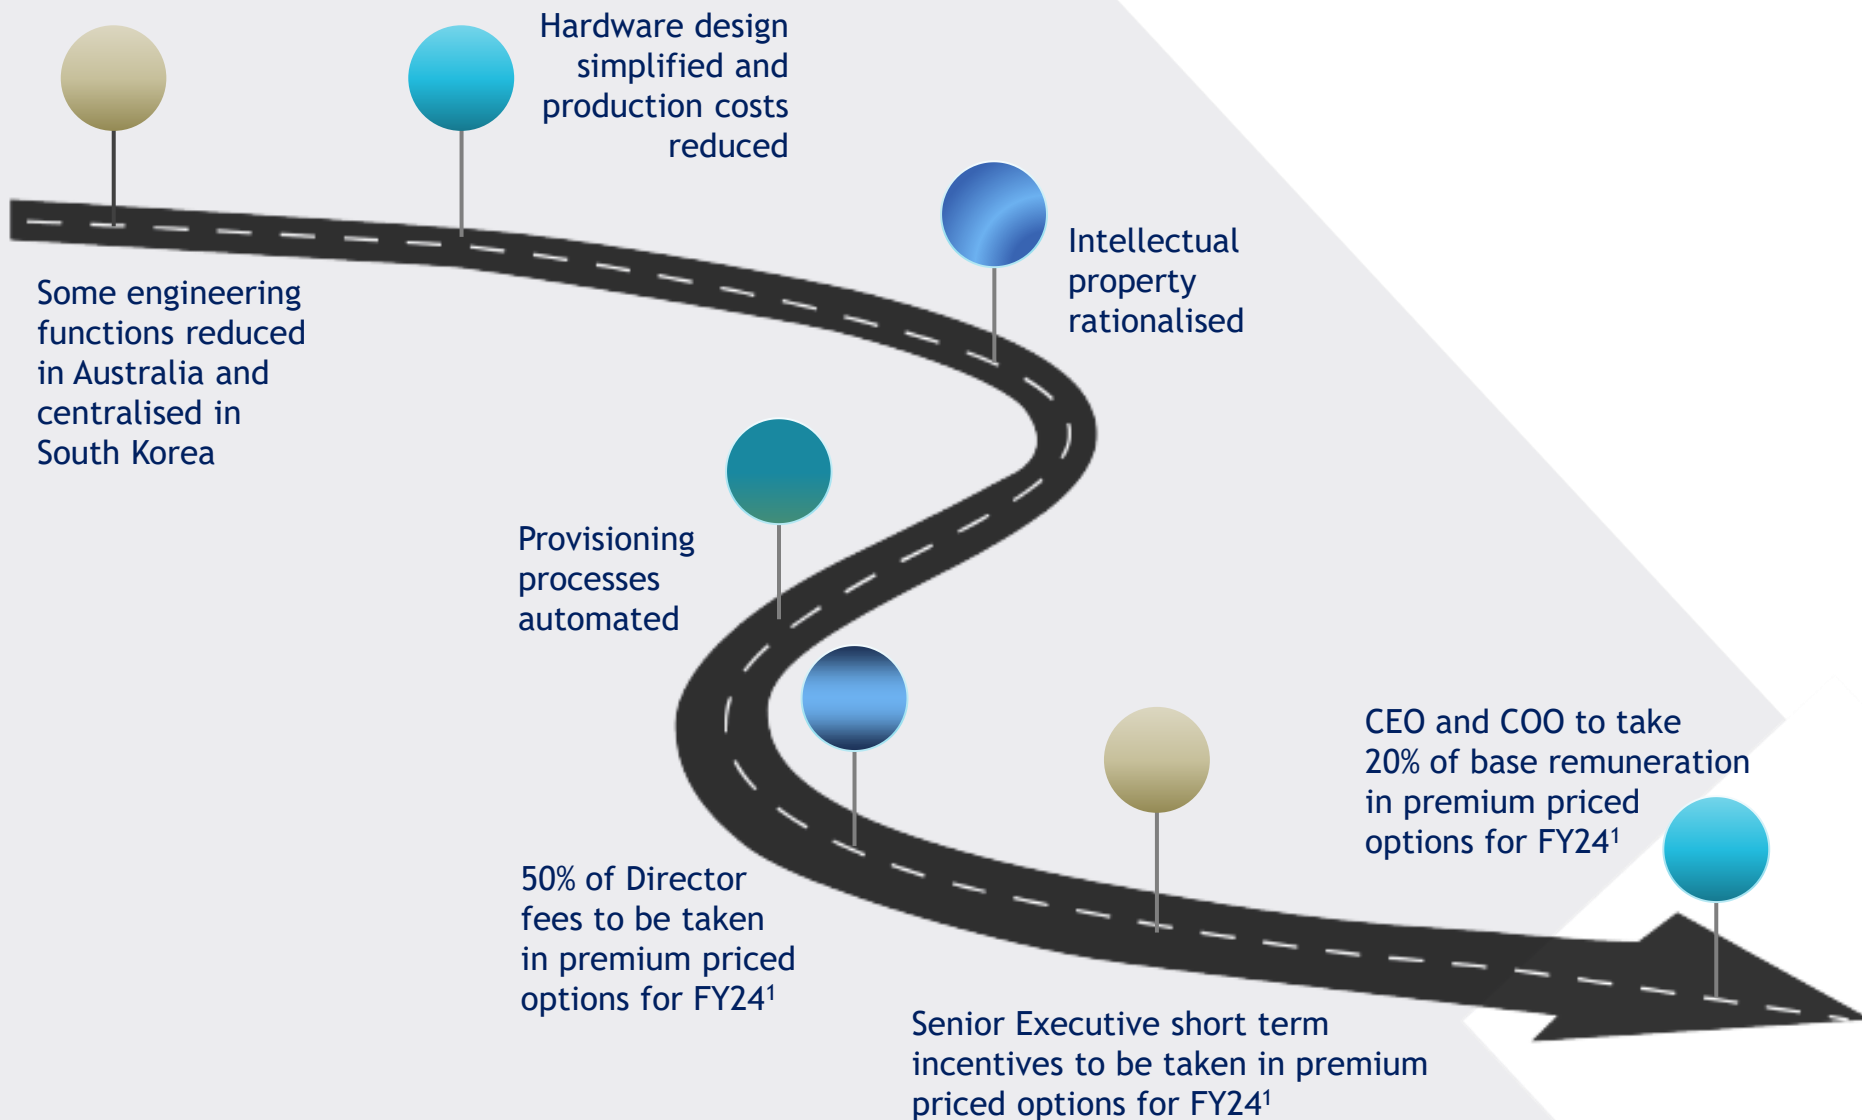 Hardware design
simplified and
production costs
reduced
Some engineering
functions reduced
in Australia and
centralised in
South Korea
Intellectual
property
rationalised
Provisioning
processes
automated
50% of Director
fees to be taken
in premium priced
options for FY24¹
Senior Executive short term
incentives to be taken in premium
priced options for FY24¹
CEO and COO to take
20% of base remuneration
in premium priced
options for FY24¹